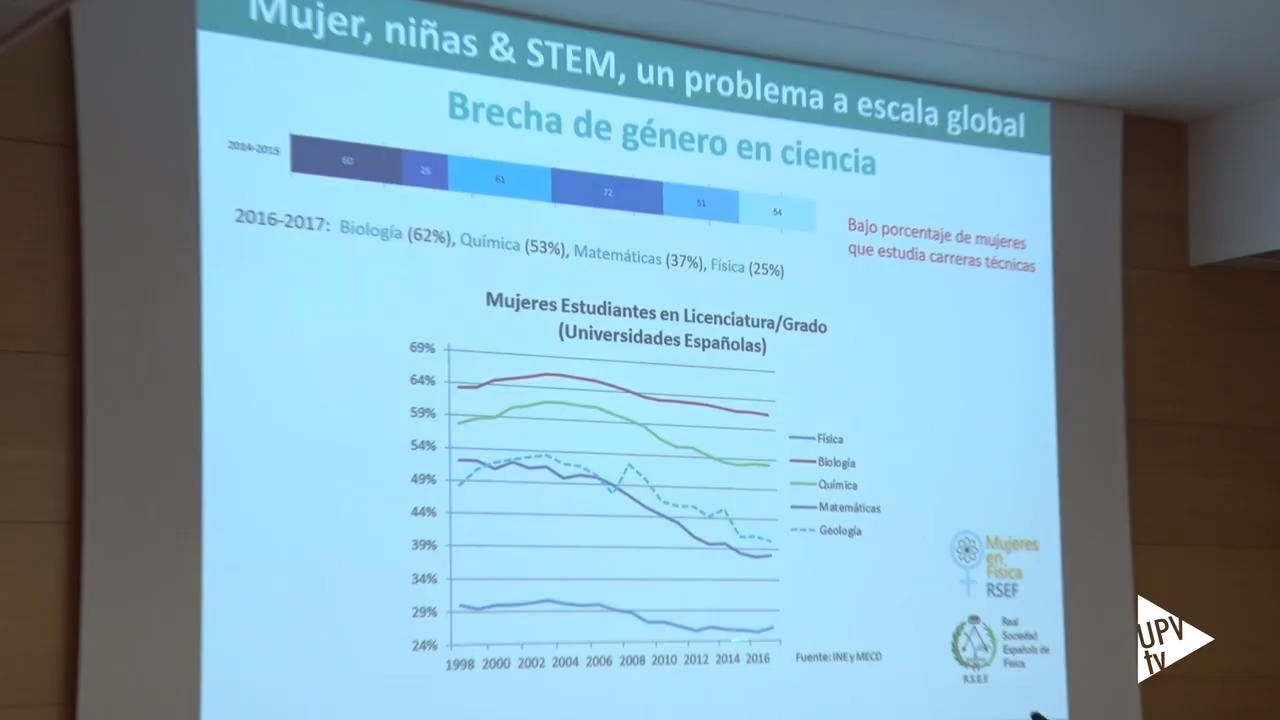 Mujer, niñas & STEM, un problema a escala global
Brecha de género en ciencia
2014-2015
60 26 61 72 51 54
2016-2017: Biología (62%), Química (53%), Matemáticas (37%), Física (25%)
Bajo porcentaje de mujeres
que estudia carreras técnicas
Mujeres Estudiantes en Licenciatura/Grado
(Universidades Españolas)
69%
64%
59%
54%
49%
44%
39%
34%
29%
24%
1998 2000 2002 2004 2006 2008 2010 2012 2014 2016
Física
Biología
Química
Matemáticas
Geología
Fuente: INE y MECD
Mujeres
en
Física
RSEF
Real
Sociedad
Española de
Física
R.S.E.F
UPV
tv